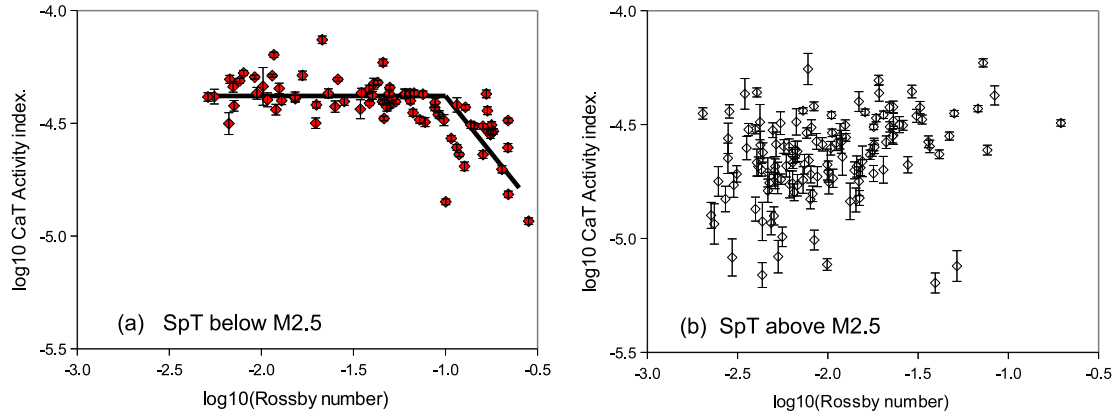 -4.0
-4.5
-5.0
-5.5
log10 CaT Activity index.
(a) SpT below M2.5
-3.0 -2.5 -2.0 -1.5 -1.0 -0.5
log10(Rossby number)
-4.0
-4.5
-5.0
-5.5
log10 CaT Activity index.
(b) SpT above M2.5
-3.0 -2.5 -2.0 -1.5 -1.0 -0.5
log10(Rossby number)